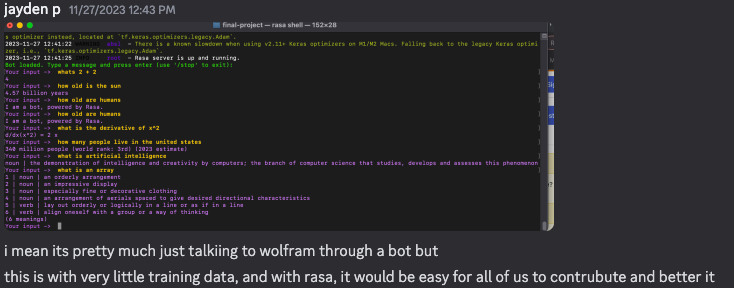 jayden p 11/27/2023 12:43 PM
final-project — rasa shell — 152×28
s optimizer instead, located at `tf.keras.optimizers.legacy.Adam`.
2023-11-27 12:41:22 - There is a known slowdown when using v2.11+ Keras optimizers on M1/M2 Macs. Falling back to the legacy Keras optimi
zer, i.e., `tf.keras.optimizers.legacy.Adam`.
2023-11-27 12:41:25 root - Rasa server is up and running.
Bot loaded. Type a message and press enter (use '/stop' to exit):
Your input -> whats 2 + 2
4
Your input -> how old is the sun
4.57 billion years
Your input -> how old are humans
I am a bot, powered by Rasa.
Your input -> how old are humans
I am a bot, powered by Rasa.
Your input -> what is the derivative of x^2
d/dx(x^2) = 2 x
Your input -> how many people live in the united states
340 million people (world rank: 3rd) (2023 estimate)
Your input -> what is artificial intelligence
noun | the demonstration of intelligence and creativity by computers; the branch of computer science that studies, develops and assesses this phenomenon
Your input -> what is an array
1 | noun | an orderly arrangement
2 | noun | an impressive display
3 | noun | especially fine or decorative clothing
4 | noun | an arrangement of aerials spaced to give desired directional characteristics
5 | verb | lay out orderly or logically in a line or as if in a line
6 | verb | align oneself with a group or a way of thinking
(6 meanings)
Your input ->
i mean its pretty much just talkiing to wolfram through a bot but
this is with very little training data, and with rasa, it would be easy for all of us to contrubute and better it